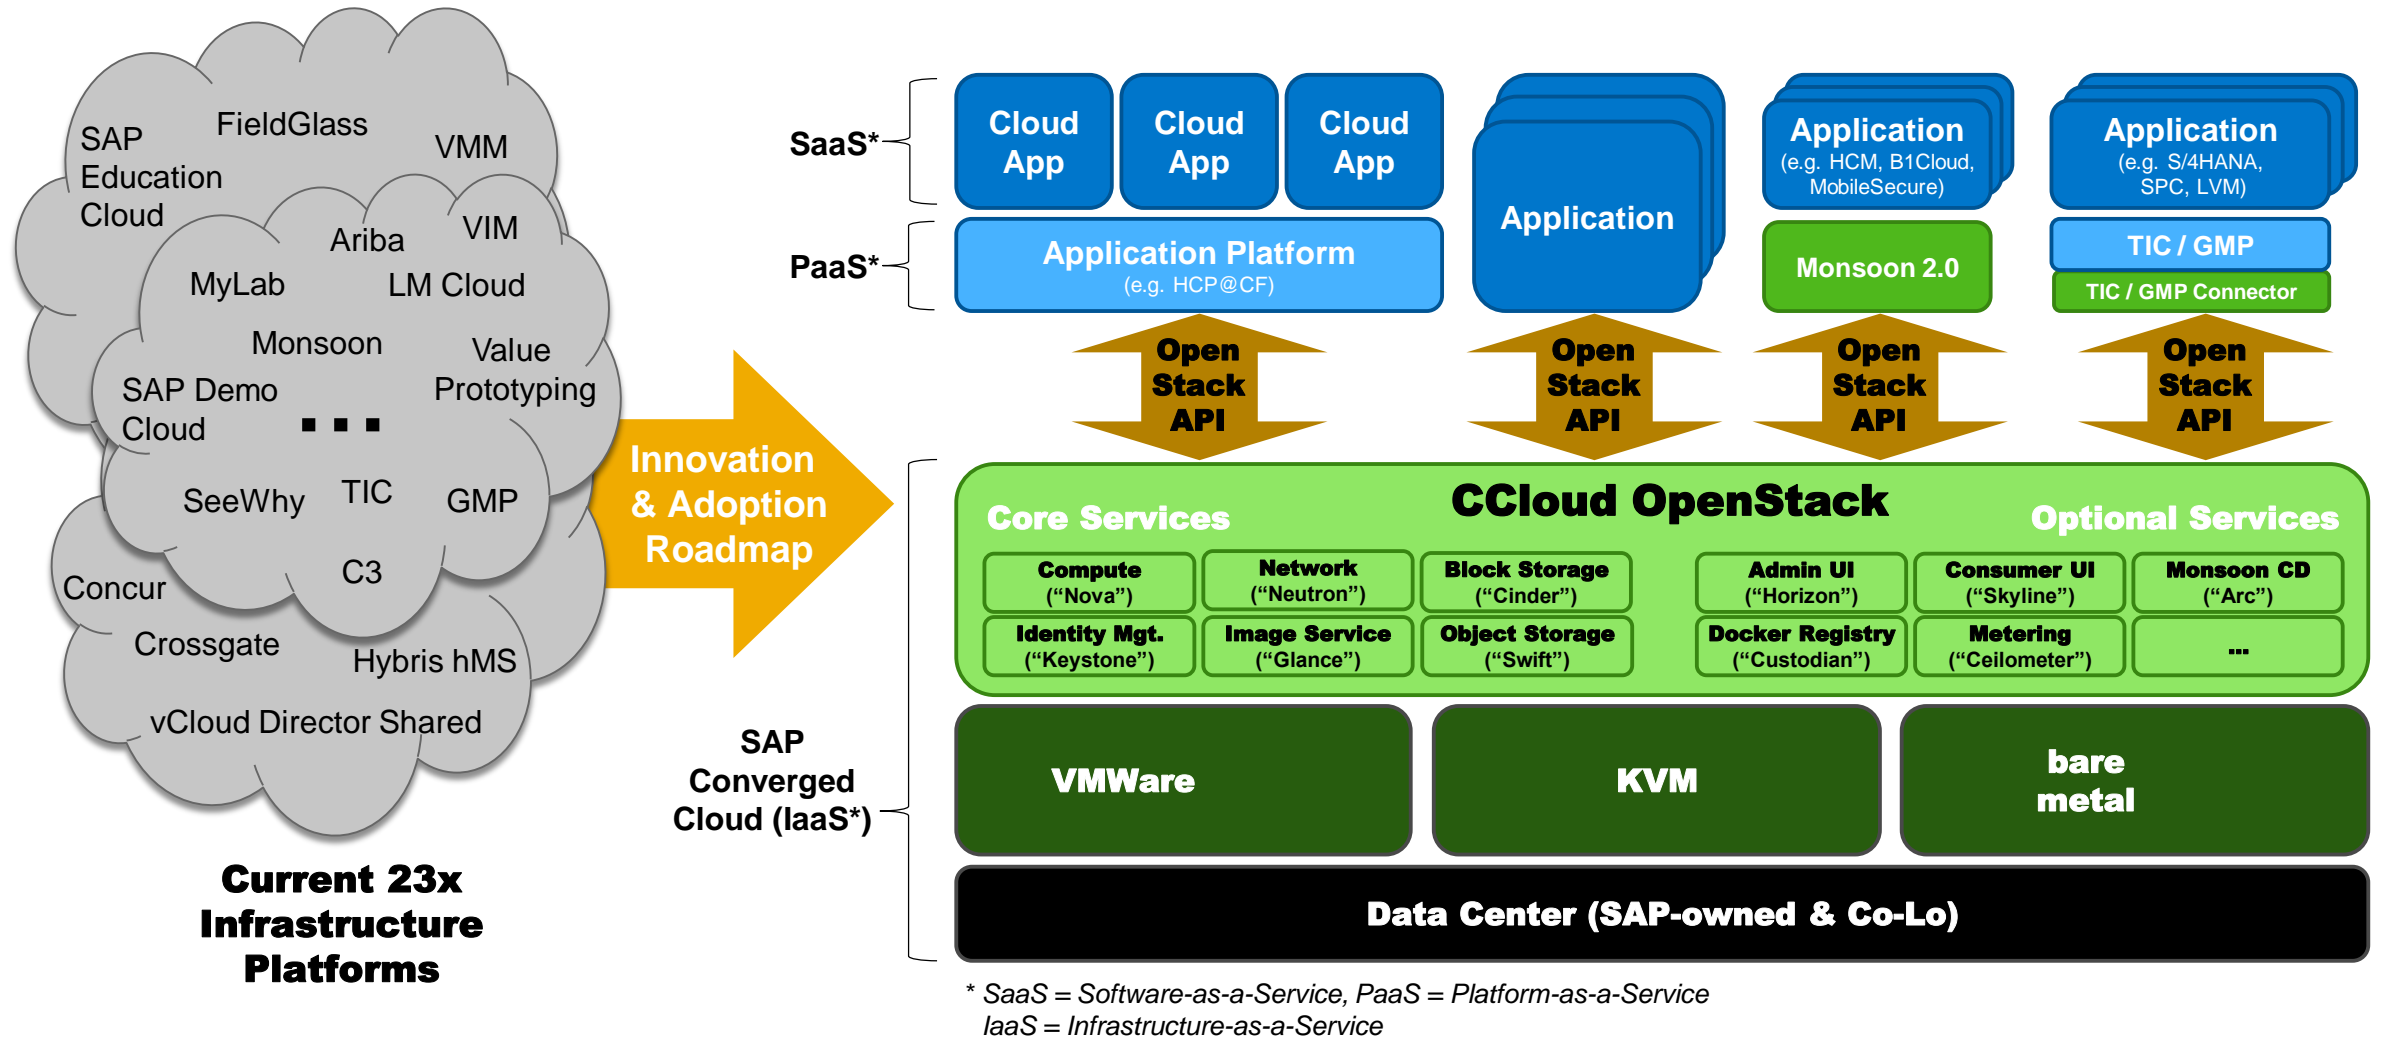 FieldGlass
SAP
Education
Cloud
VMM
Ariba
VIM
MyLab
LM Cloud
Monsoon
Value
Prototyping
SAP Demo
Cloud
...
SeeWhy
TIC
GMP
C3
Concur
Crossgate
Hybris hMS
vCloud Director Shared
Current 23x
Infrastructure
Platforms
Innovation
& Adoption
Roadmap
SaaS*
PaaS*
SAP
Converged
Cloud (IaaS*)
Cloud
App
Cloud
App
Cloud
App
Application Platform
(e.g. HCP@CF)
Application
Application
(e.g. HCM, B1Cloud,
MobileSecure)
Monsoon 2.0
Application
(e.g. S/4HANA,
SPC, LVM)
TIC / GMP
TIC / GMP Connector
Open
Stack
API
Open
Stack
API
Open
Stack
API
Open
Stack
API
CCloud OpenStack
Core Services
Optional Services
Compute
(“Nova”)
Network
(“Neutron”)
Block Storage
(“Cinder”)
Admin UI
(“Horizon”)
Consumer UI
(“Skyline”)
Monsoon CD
(“Arc”)
Identity Mgt.
(“Keystone”)
Image Service
(“Glance”)
Object Storage
(“Swift”)
Docker Registry
(“Custodian”)
Metering
(“Ceilometer”)
...
VMWare
KVM
bare
metal
Data Center (SAP-owned & Co-Lo)
* SaaS = Software-as-a-Service, PaaS = Platform-as-a-Service
IaaS = Infrastructure-as-a-Service